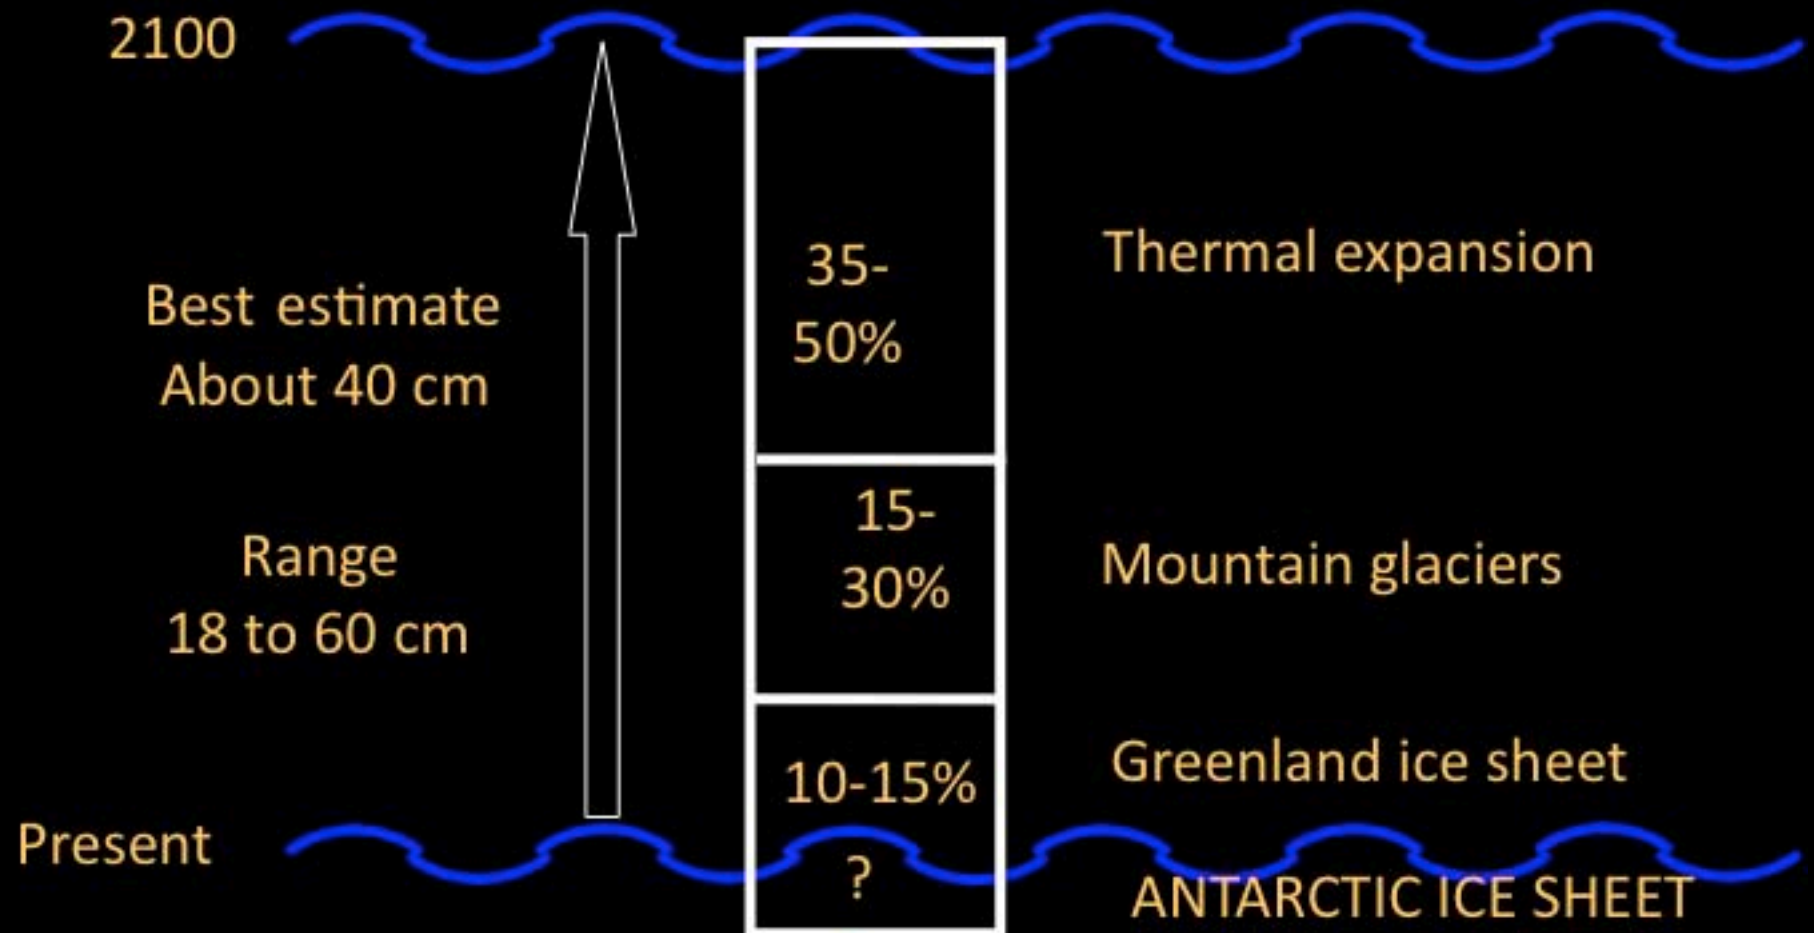 2100
Best estimate
About 40 cm
Range
18 to 60 cm
Present
35-
50%
15-
30%
10-15%
?
Thermal expansion
Mountain glaciers
Greenland ice sheet
ANTARCTIC ICE SHEET